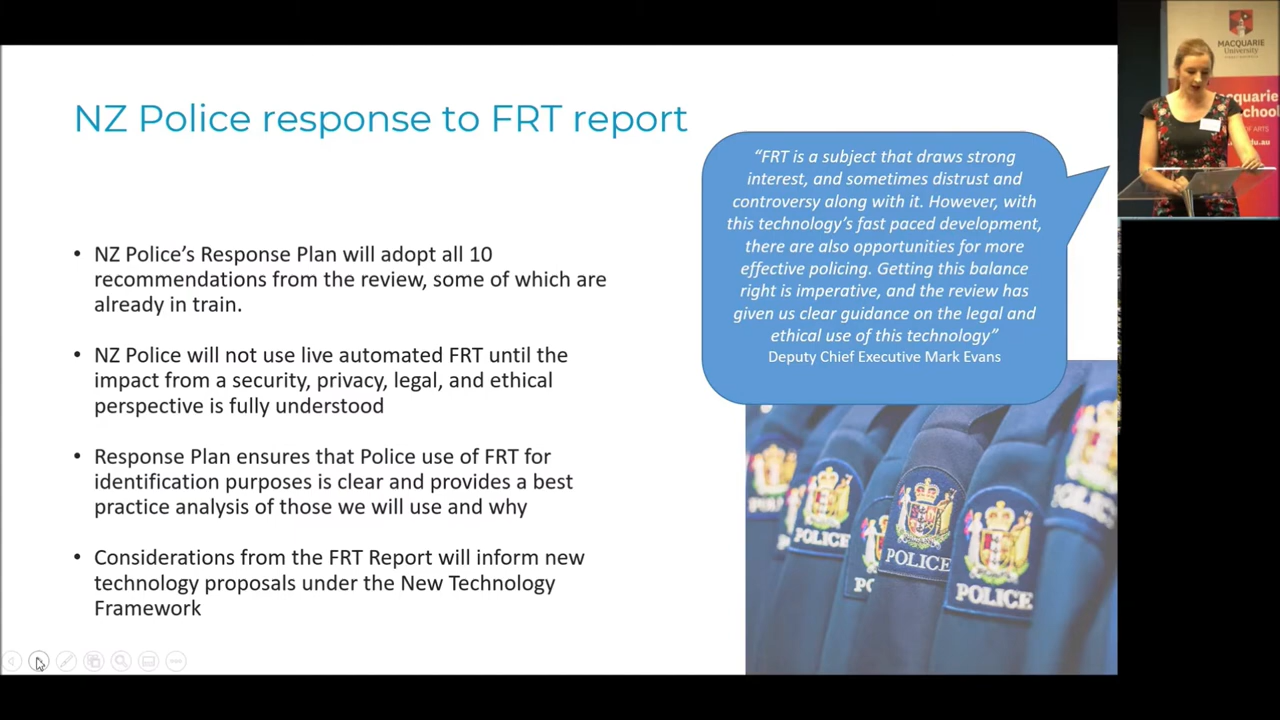 NZ Police response to FRT report
• NZ Police’s Response Plan will adopt all 10
recommendations from the review, some of which are
already in train.
• NZ Police will not use live automated FRT until the
impact from a security, privacy, legal, and ethical
perspective is fully understood
• Response Plan ensures that Police use of FRT for
identification purposes is clear and provides a best
practice analysis of those we will use and why
• Considerations from the FRT Report will inform new
technology proposals under the New Technology
Framework
“FRT is a subject that draws strong
interest, and sometimes distrust and
controversy along with it. However, with
this technology’s fast paced development,
there are also opportunities for more
effective policing. Getting this balance
right is imperative, and the review has
given us clear guidance on the legal and
ethical use of this technology”
Deputy Chief Executive Mark Evans
POLICE
POLICE
POLICE
MACQUARIE
University